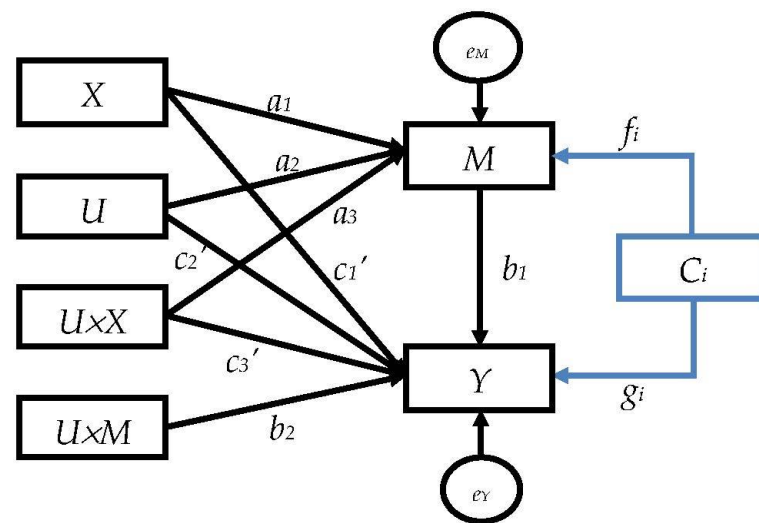 eM
X
a1
fi
M
a2
U
a3
c2′
c1′
b1
Ci
U×X
c3′
Y
gi
U×M
b2
eY